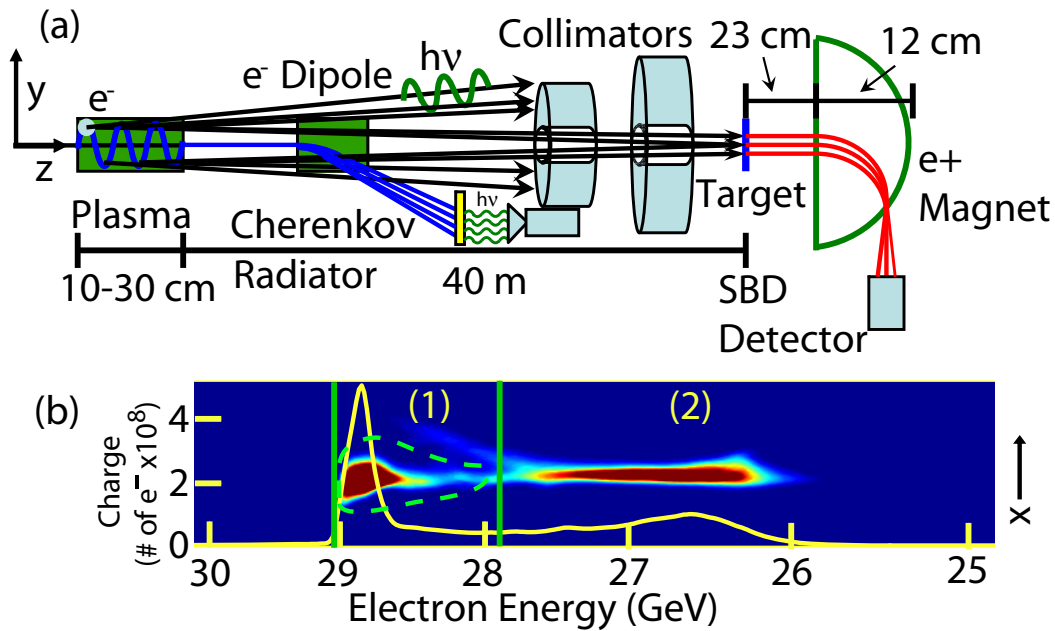 (a)
Collimators
23 cm
12 cm
e- Dipole
hν
y
e-
z
hν
Target
e+
Magnet
Plasma
Cherenkov
Radiator
10-30 cm
40 m
SBD
Detector
(b)
(1)
(2)
Charge
(# of e- x10⁸)
4
2
0
x
30
29
28
27
26
25
Electron Energy (GeV)